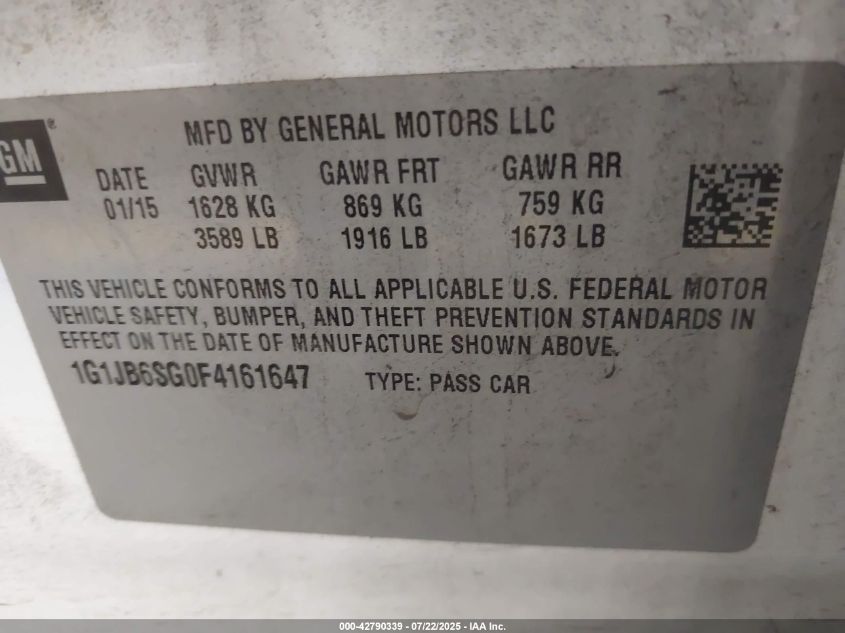 GM®
MFD BY GENERAL MOTORS LLC
DATE GVWR GAWR FRT GAWR RR
01/15 1628 KG 869 KG 759 KG
3589 LB 1916 LB 1673 LB
THIS VEHICLE CONFORMS TO ALL APPLICABLE U.S. FEDERAL MOTOR
VEHICLE SAFETY, BUMPER, AND THEFT PREVENTION STANDARDS IN
EFFECT ON THE DATE OF MANUFACTURE SHOWN ABOVE.
1G1JB6SG0F4161647 TYPE: PASS CAR
000-42790339 - 07/22/2025 - IAA Inc.